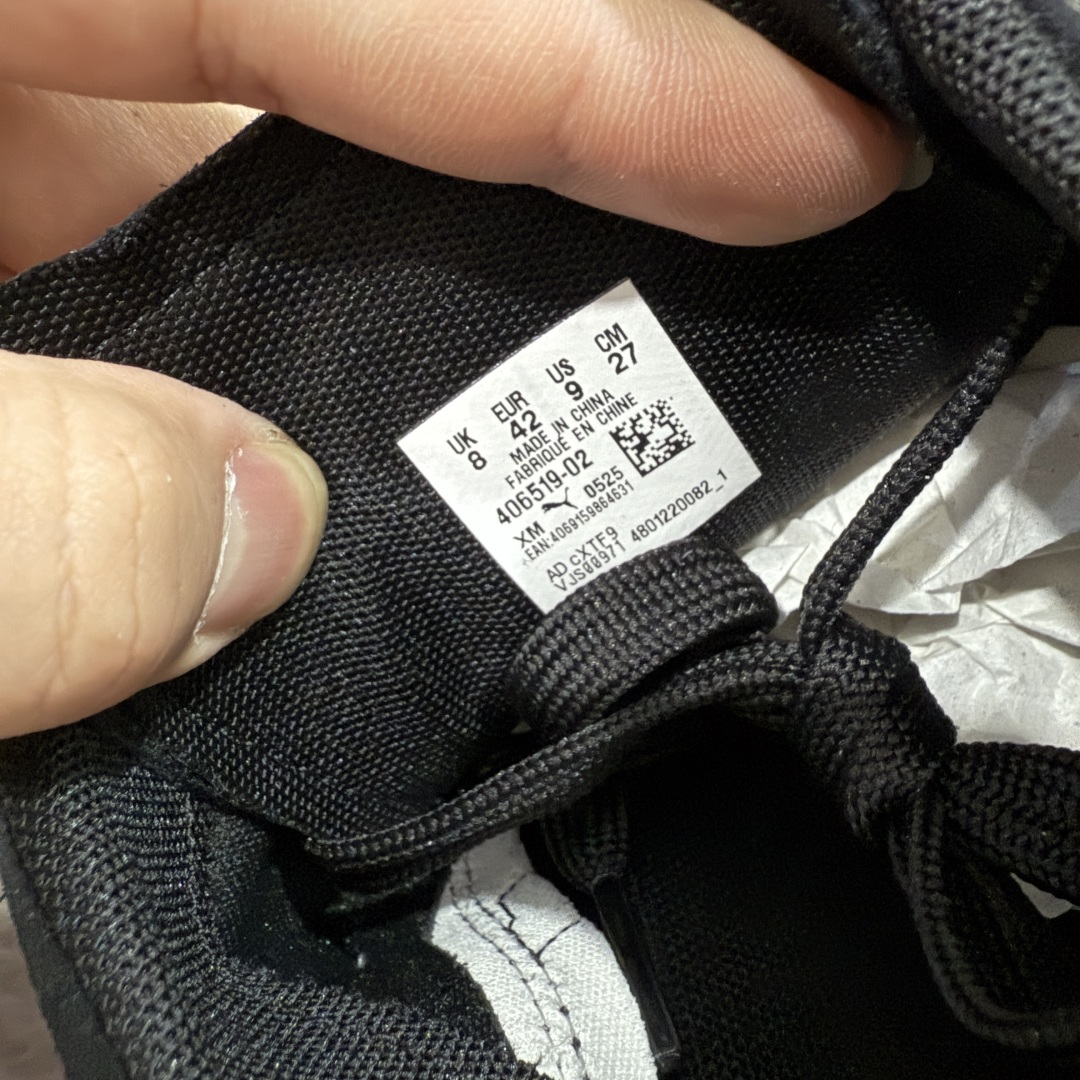 UK EUR US CM
8 42 9 27
MADE IN CHINA
FABRIQUÉ EN CHINE
406519-02
XM 0525
EAN:4069159864631
AD cXTE9
VJS00971 4801220082_1